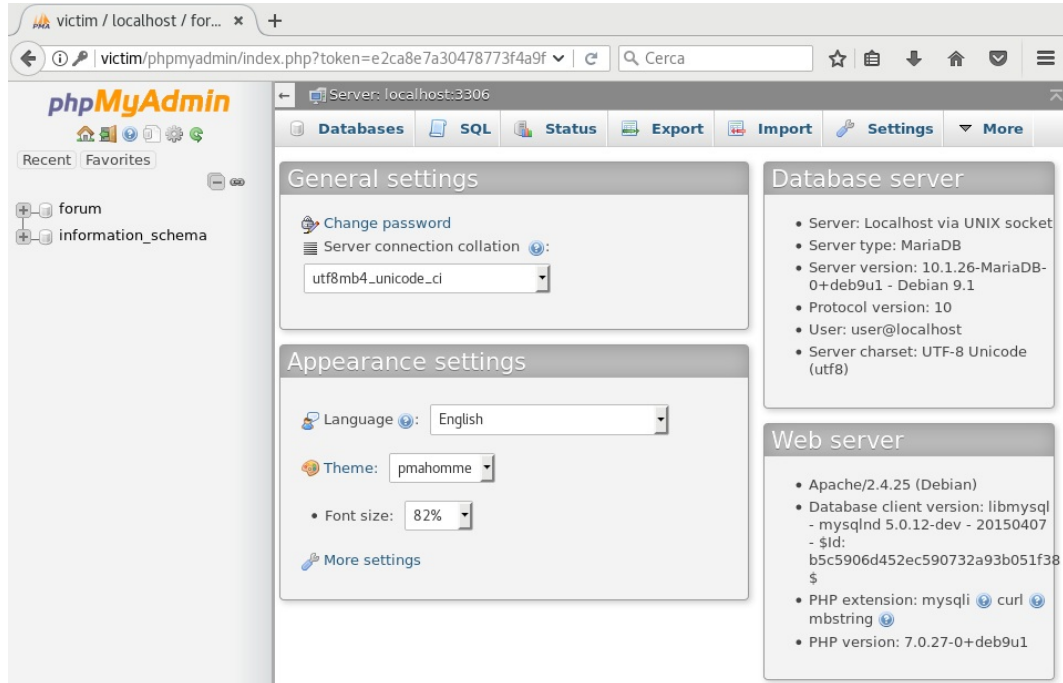 victim / localhost / for...
victim/phpmyadmin/index.php?token=e2ca8e7a30478773f4a9f
Cerca
phpMyAdmin
Recent Favorites
forum
information_schema
Server: localhost:3306
Databases SQL Status Export Import Settings More
General settings
Change password
Server connection collation :
utf8mb4_unicode_ci
Appearance settings
Language : English
Theme: pmahomme
• Font size: 82%
More settings
Database server
• Server: Localhost via UNIX socket
• Server type: MariaDB
• Server version: 10.1.26-MariaDB-
0+deb9u1 - Debian 9.1
• Protocol version: 10
• User: user@localhost
• Server charset: UTF-8 Unicode
(utf8)
Web server
• Apache/2.4.25 (Debian)
• Database client version: libmysql
- mysqlnd 5.0.12-dev - 20150407
- $Id:
b5c5906d452ec590732a93b051f38
$
• PHP extension: mysqli curl
mbstring
• PHP version: 7.0.27-0+deb9u1